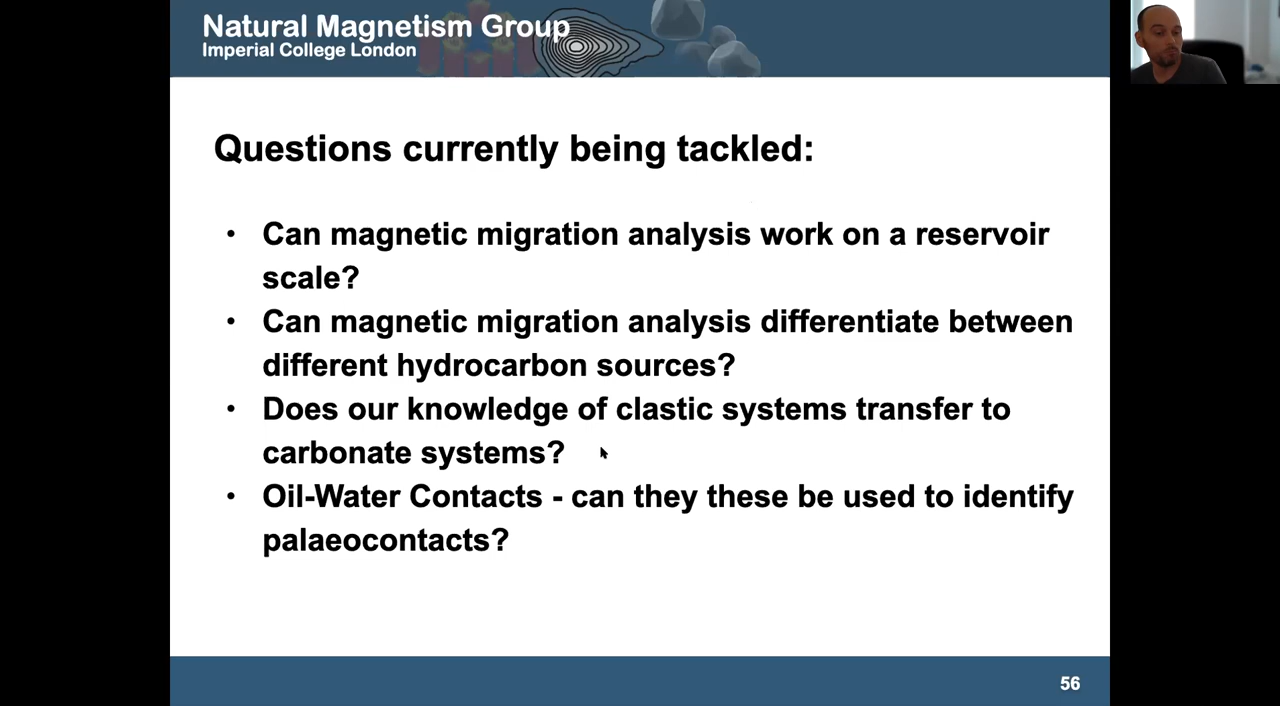 Natural Magnetism Group
Imperial College London
Questions currently being tackled:
• Can magnetic migration analysis work on a reservoir
scale?
• Can magnetic migration analysis differentiate between
different hydrocarbon sources?
• Does our knowledge of clastic systems transfer to
carbonate systems?
• Oil-Water Contacts - can they these be used to identify
palaeocontacts?
56